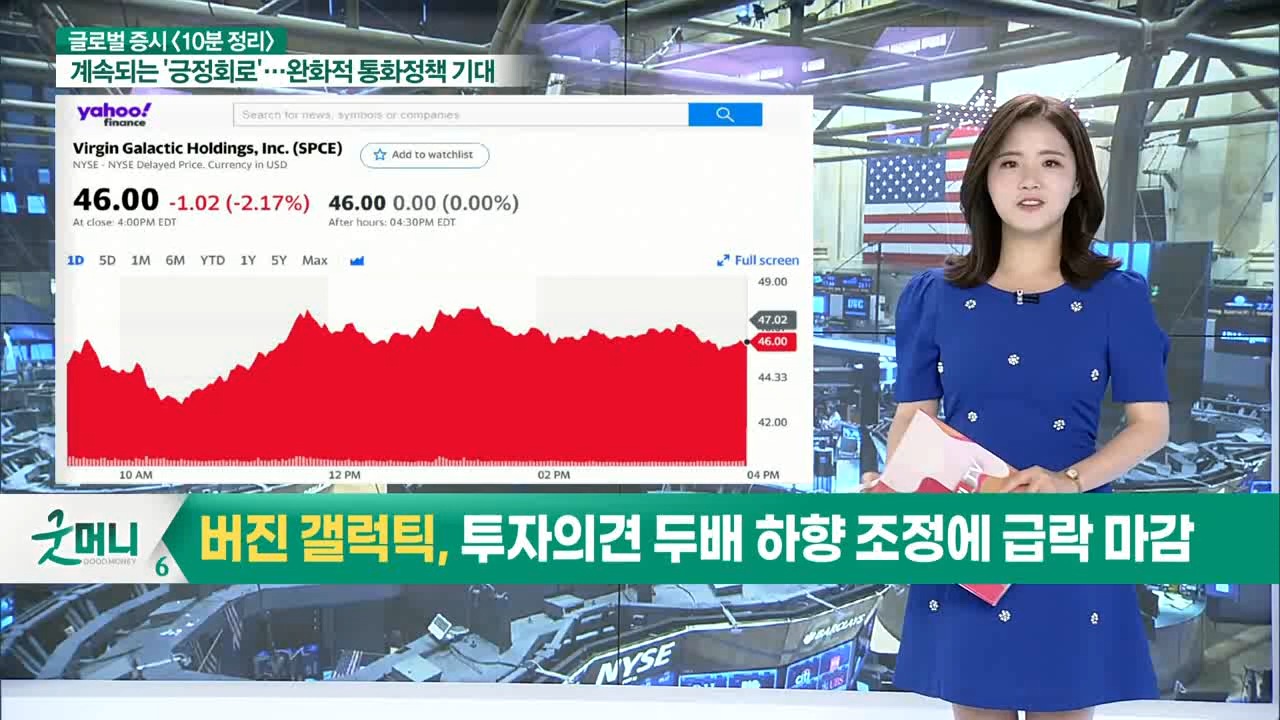 글로벌 증시 <10분 정리>
계속되는 '긍정회로'…완화적 통화정책 기대
yahoo!
finance
Search for news, symbols or companies
Virgin Galactic Holdings, Inc. (SPCE)
NYSE - NYSE Delayed Price. Currency in USD
Add to watchlist
46.00 -1.02 (-2.17%)
At close: 4:00PM EDT
46.00 0.00 (0.00%)
After hours: 04:30PM EDT
1D 5D 1M 6M YTD 1Y 5Y Max
Full screen
49.00
47.02
46.00
44.33
42.00
10 AM 12 PM 02 PM 04 PM
굿머니
GOOD MONEY
6
버진 갤럭틱, 투자의견 두배 하향 조정에 급락 마감
NYSE
BARCLAYS
citi
UBS